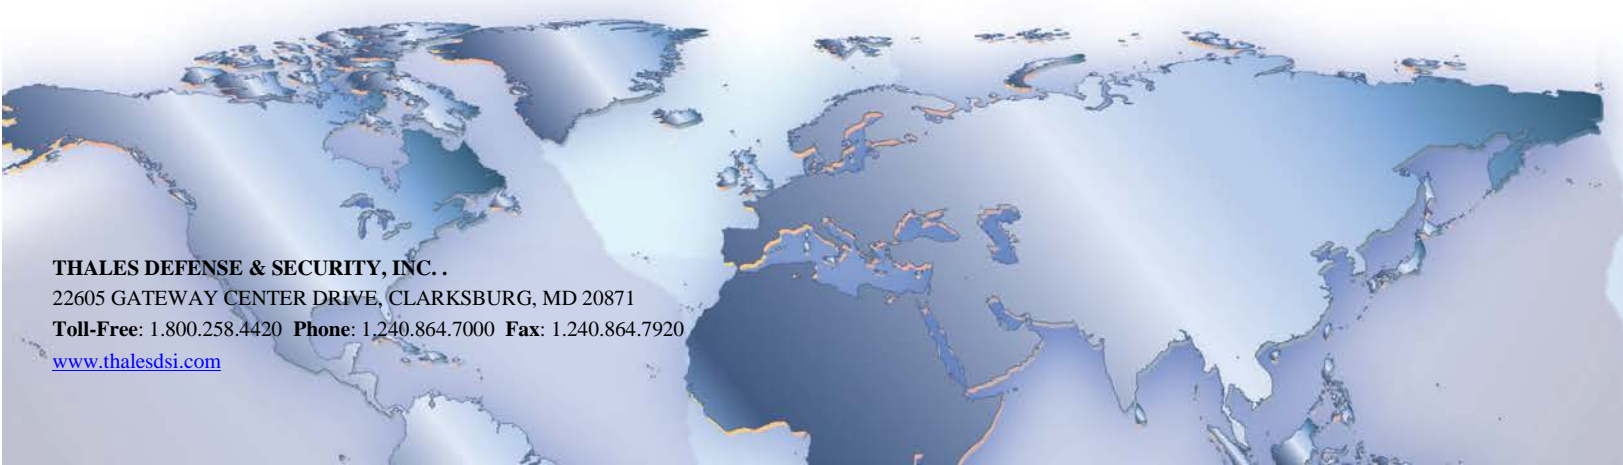 THALES DEFENSE & SECURITY, INC. .
22605 GATEWAY CENTER DRIVE, CLARKSBURG, MD 20871
Toll-Free: 1.800.258.4420 Phone: 1.240.864.7000 Fax: 1.240.864.7920
www.thalesdsi.com